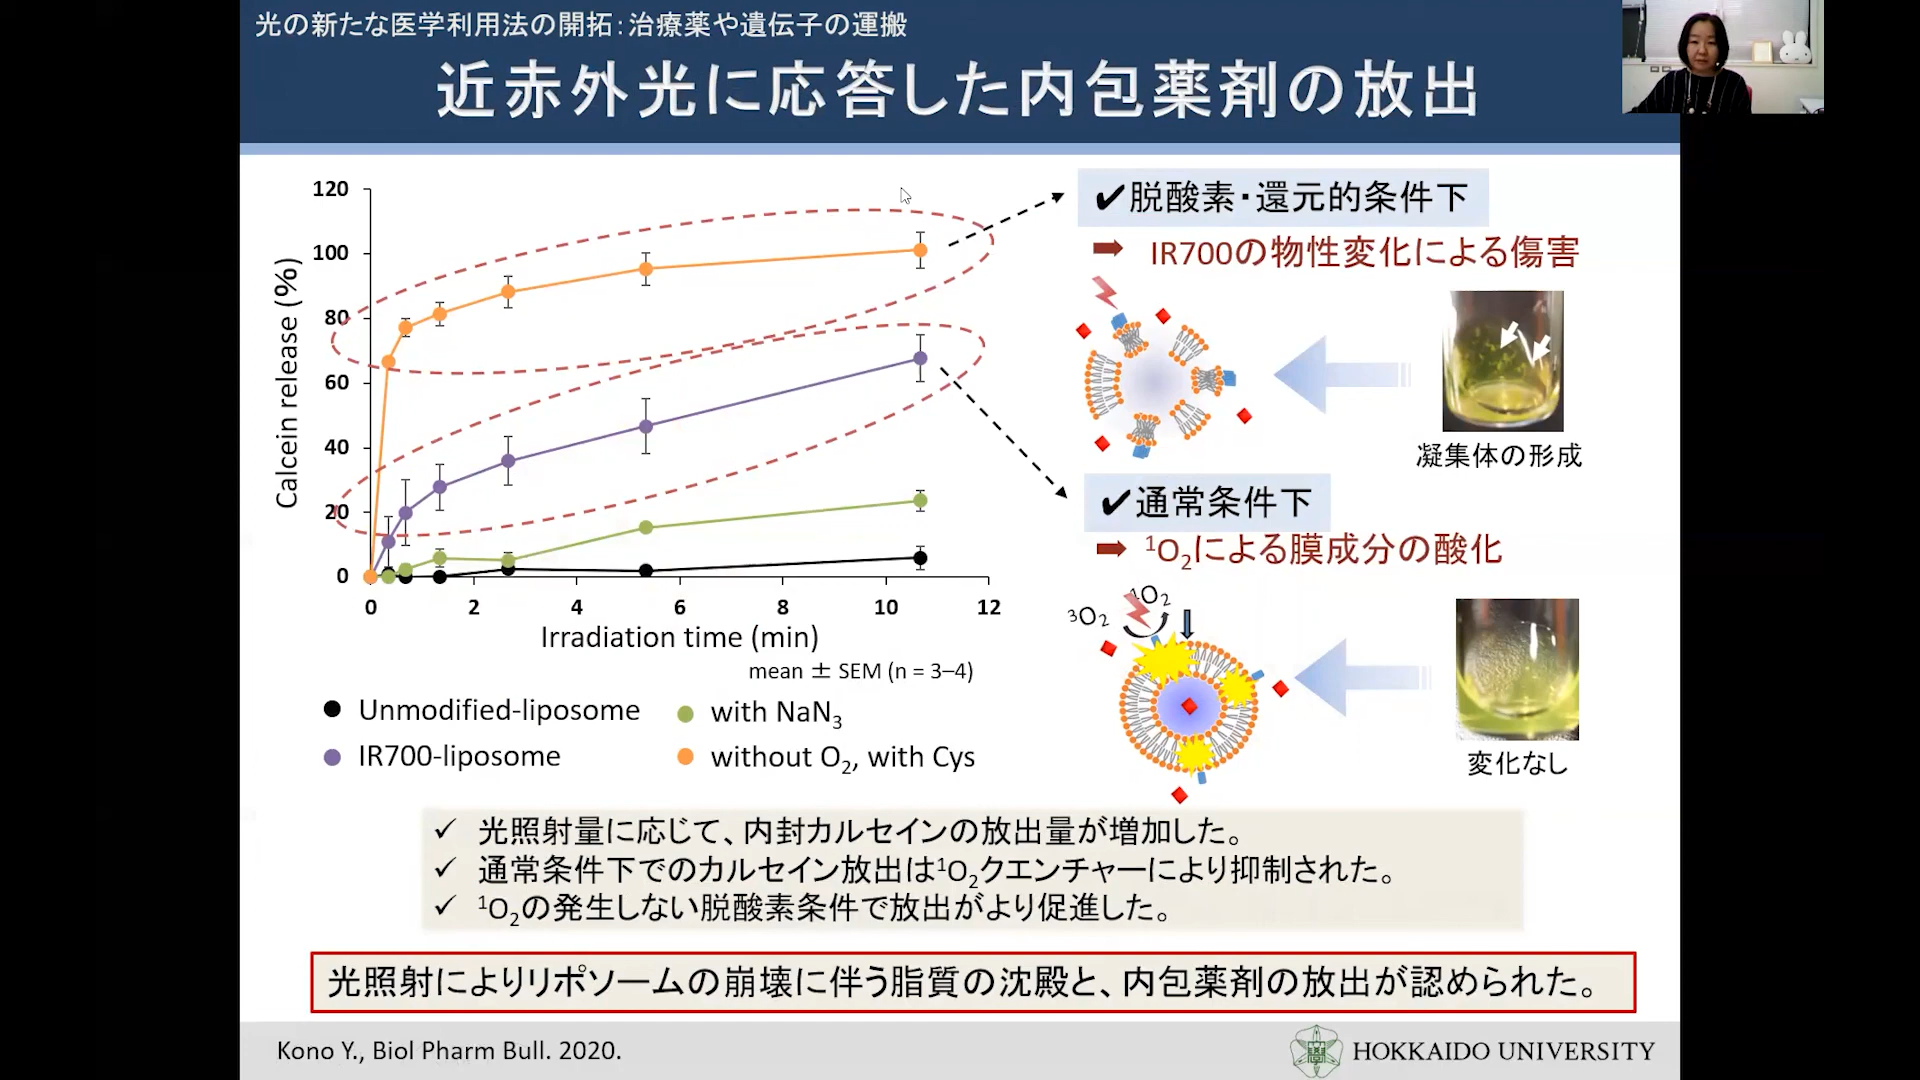 光の新たな医学利用法の開拓：治療薬や遺伝子の運搬
近赤外光に応答した内包薬剤の放出
Calcein release (%)
120
100
80
60
40
20
0
0 2 4 6 8 10 12
Irradiation time (min)
mean ± SEM (n = 3–4)
Unmodified-liposome
with NaN3
IR700-liposome
without O2, with Cys
✔脱酸素・還元的条件下
➡ IR700の物性変化による傷害
凝集体の形成
✔通常条件下
➡ ¹O₂による膜成分の酸化
³O₂ ¹O₂
変化なし
✓ 光照射量に応じて、内封カルセインの放出量が増加した。
✓ 通常条件下でのカルセイン放出は¹O₂クエンチャーにより抑制された。
✓ ¹O₂の発生しない脱酸素条件で放出がより促進した。
光照射によりリポソームの崩壊に伴う脂質の沈殿と、内包薬剤の放出が認められた。
Kono Y., Biol Pharm Bull. 2020.
HOKKAIDO UNIVERSITY